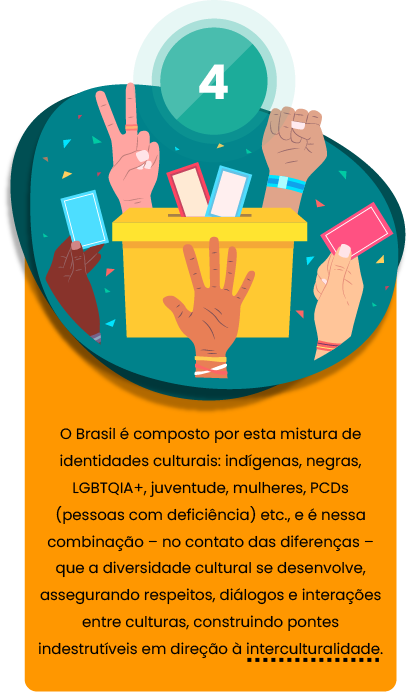 4
O Brasil é composto por esta mistura de
identidades culturais: indígenas, negras,
LGBTQIA+, juventude, mulheres, PCDs
(pessoas com deficiência) etc., e é nessa
combinação – no contato das diferenças –
que a diversidade cultural se desenvolve,
assegurando respeitos, diálogos e interações
entre culturas, construindo pontes
indestrutíveis em direção à interculturalidade.